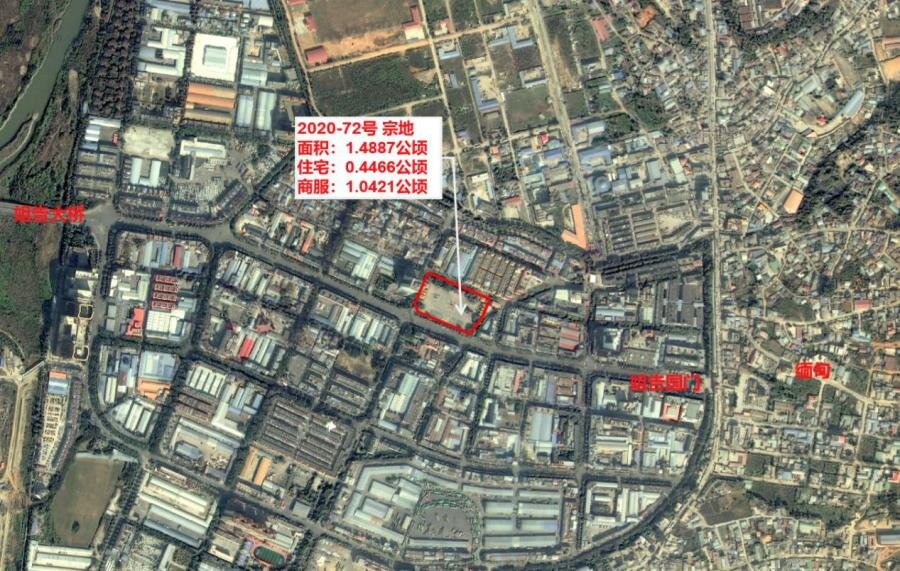 2020-72号 宗地
面积：1.4887公顷
住宅：0.4466公顷
商服：1.0421公顷
姐告大桥
姐告国门
缅甸